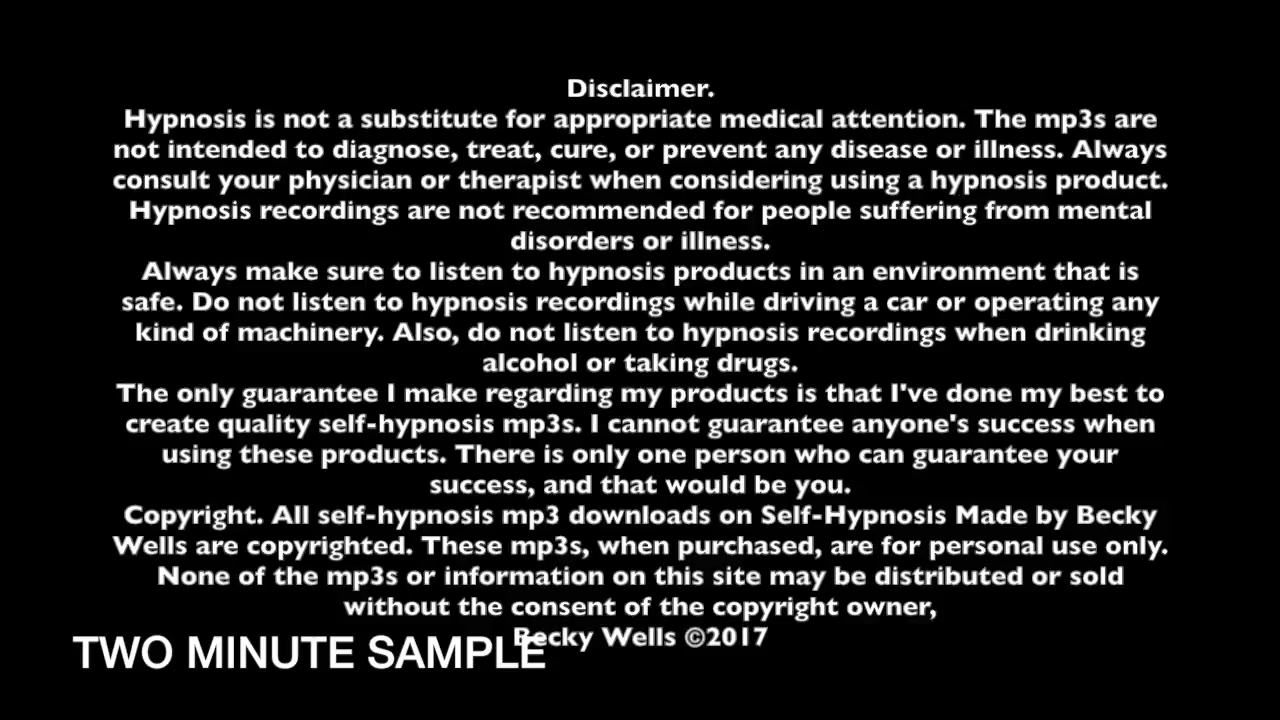 Disclaimer.
Hypnosis is not a substitute for appropriate medical attention. The mp3s are
not intended to diagnose, treat, cure, or prevent any disease or illness. Always
consult your physician or therapist when considering using a hypnosis product.
Hypnosis recordings are not recommended for people suffering from mental
disorders or illness.
Always make sure to listen to hypnosis products in an environment that is
safe. Do not listen to hypnosis recordings while driving a car or operating any
kind of machinery. Also, do not listen to hypnosis recordings when drinking
alcohol or taking drugs.
The only guarantee I make regarding my products is that I've done my best to
create quality self-hypnosis mp3s. I cannot guarantee anyone's success when
using these products. There is only one person who can guarantee your
success, and that would be you.
Copyright. All self-hypnosis mp3 downloads on Self-Hypnosis Made by Becky
Wells are copyrighted. These mp3s, when purchased, are for personal use only.
None of the mp3s or information on this site may be distributed or sold
without the consent of the copyright owner,
Becky Wells ©2017
TWO MINUTE SAMPLE